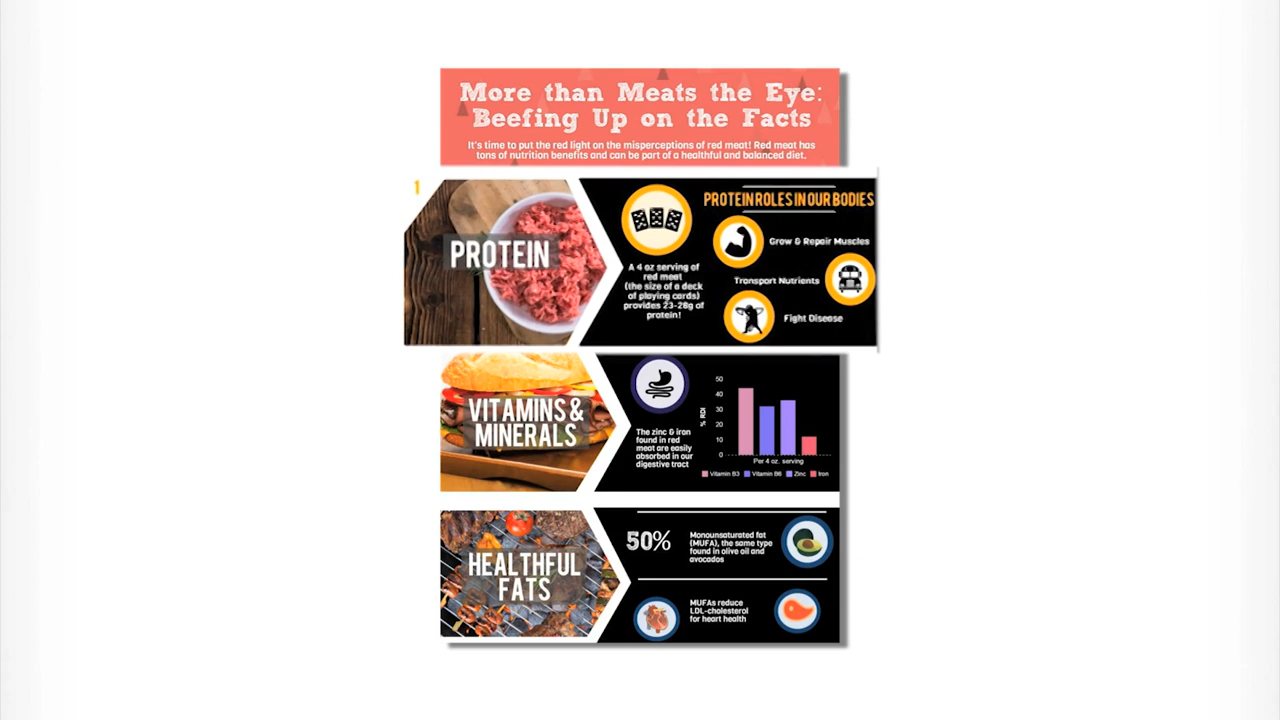 More than Meats the Eye:
Beefing Up on the Facts
It's time to put the red light on the misperceptions of red meat! Red meat has
tons of nutrition benefits and can be part of a healthful and balanced diet.
1
PROTEIN
A 4 oz serving of
red meat
(the size of a deck
of playing cards)
provides 23-28g of
protein!
PROTEIN ROLES IN OUR BODIES
Grow & Repair Muscles
Transport Nutrients
Fight Disease
VITAMINS &
MINERALS
The zinc & iron
found in red
meat are easily
absorbed in our
digestive tract
% RDI
50
40
30
20
10
0
Per 4 oz. serving
Vitamin B3 Vitamin B6 Zinc Iron
HEALTHFUL
FATS
50%
Monounsaturated fat
(MUFA), the same type
found in olive oil and
avocados
MUFAs reduce
LDL-cholesterol
for heart health